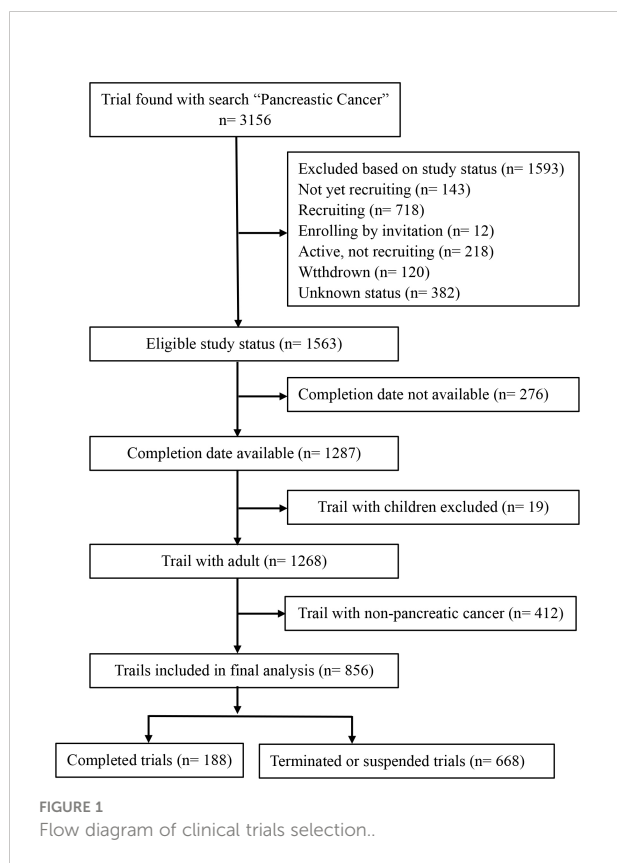 Trial found with search “Pancreastic Cancer”
n= 3156
Excluded based on study status (n= 1593)
Not yet recruiting (n= 143)
Recruiting (n= 718)
Enrolling by invitation (n= 12)
Active, not recruiting (n= 218)
Wtthdrown (n= 120)
Unknown status (n= 382)
Eligible study status (n= 1563)
Completion date not available (n= 276)
Completion date available (n= 1287)
Trail with children excluded (n= 19)
Trail with adult (n= 1268)
Trail with non-pancreatic cancer (n= 412)
Trails included in final analysis (n= 856)
Completed trials (n= 188)
Terminated or suspended trials (n= 668)
FIGURE 1
Flow diagram of clinical trials selection..